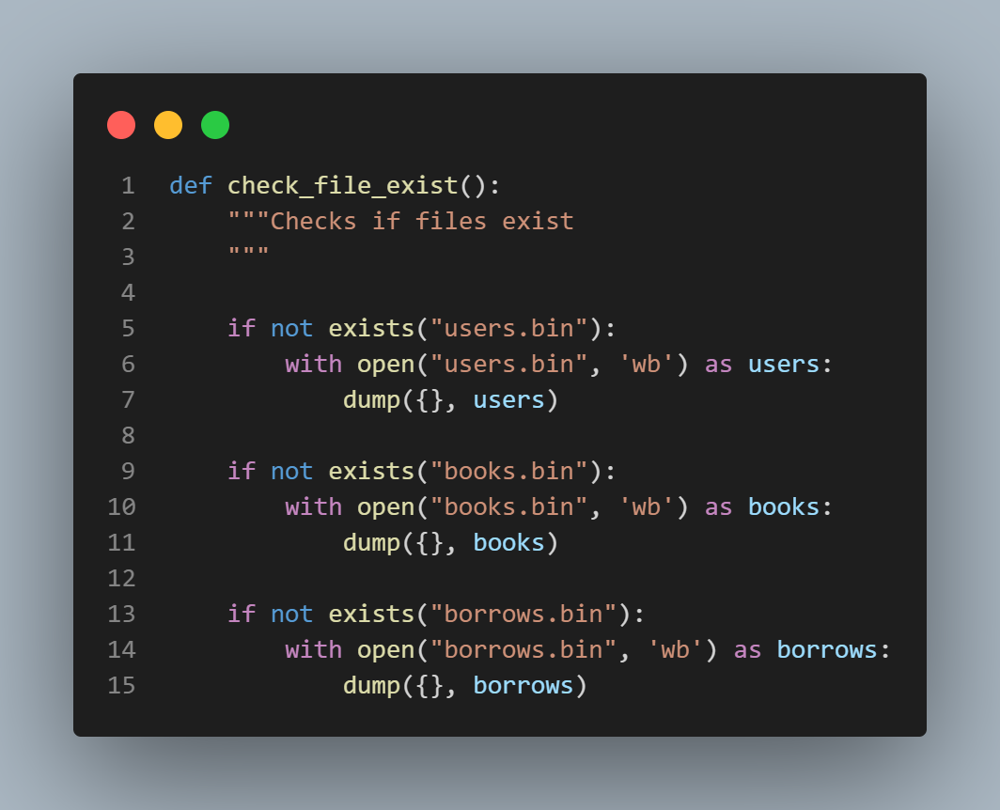 1 def check_file_exist():
2     """Checks if files exist
3     """
4
5     if not exists("users.bin"):
6         with open("users.bin", 'wb') as users:
7             dump({}, users)
8
9     if not exists("books.bin"):
10         with open("books.bin", 'wb') as books:
11             dump({}, books)
12
13     if not exists("borrows.bin"):
14         with open("borrows.bin", 'wb') as borrows:
15             dump({}, borrows)